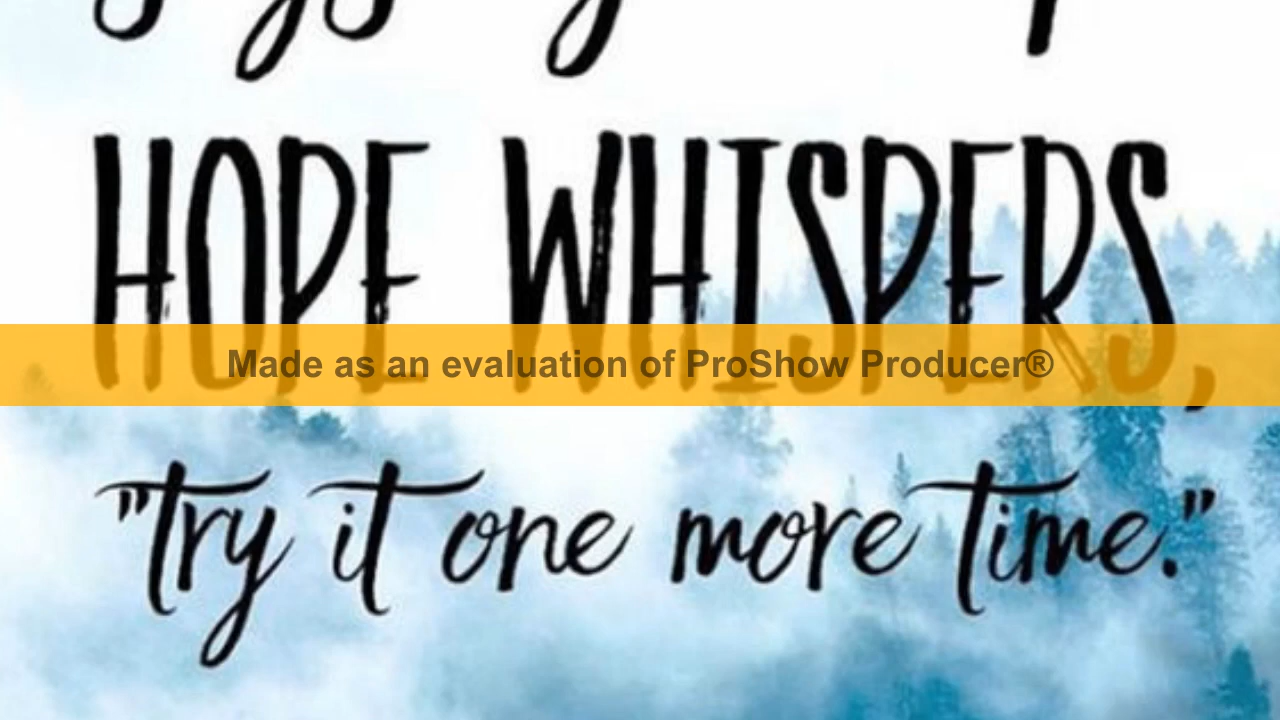 HOPE WHISPERS,
Made as an evaluation of ProShow Producer®
"try it one more time."